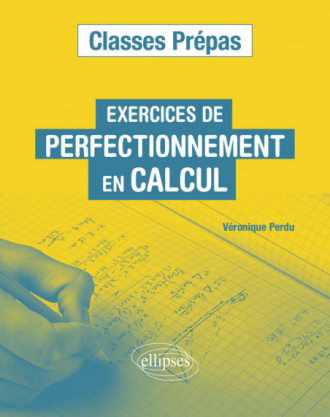 Classes Prépas
EXERCICES DE
PERFECTIONNEMENT
EN CALCUL
Véronique Perdu
ellipses